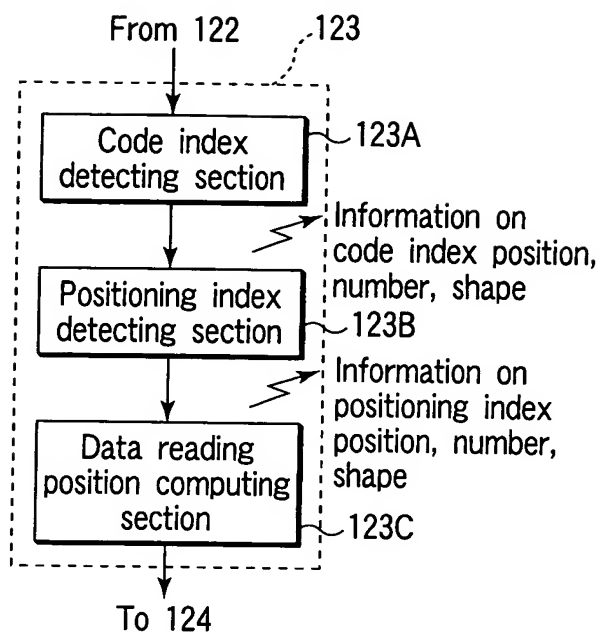 From 122
123
Code index
detecting section
123A
Information on
code index position,
number, shape
Positioning index
detecting section
123B
Information on
positioning index
position, number,
shape
Data reading
position computing
section
123C
To 124